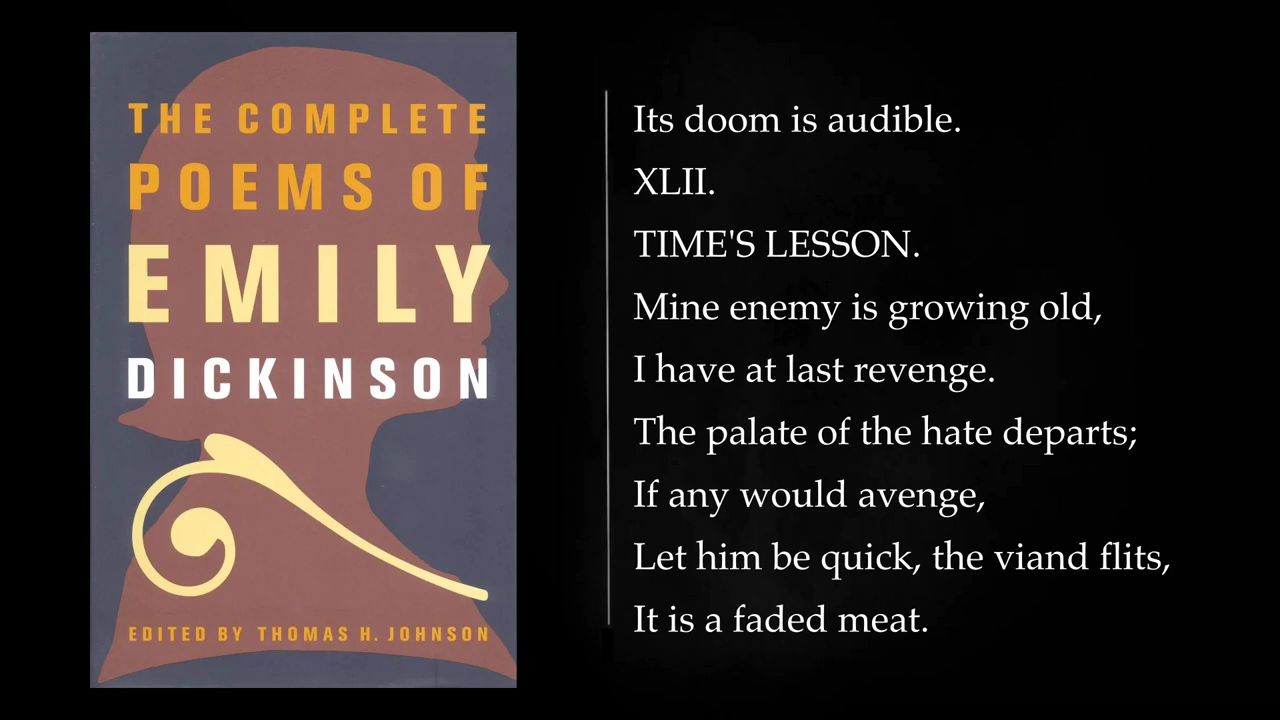 THE COMPLETE
POEMS OF
EMILY
DICKINSON
EDITED BY THOMAS H. JOHNSON
Its doom is audible.
XLII.
TIME'S LESSON.
Mine enemy is growing old,
I have at last revenge.
The palate of the hate departs;
If any would avenge,
Let him be quick, the viand flits,
It is a faded meat.